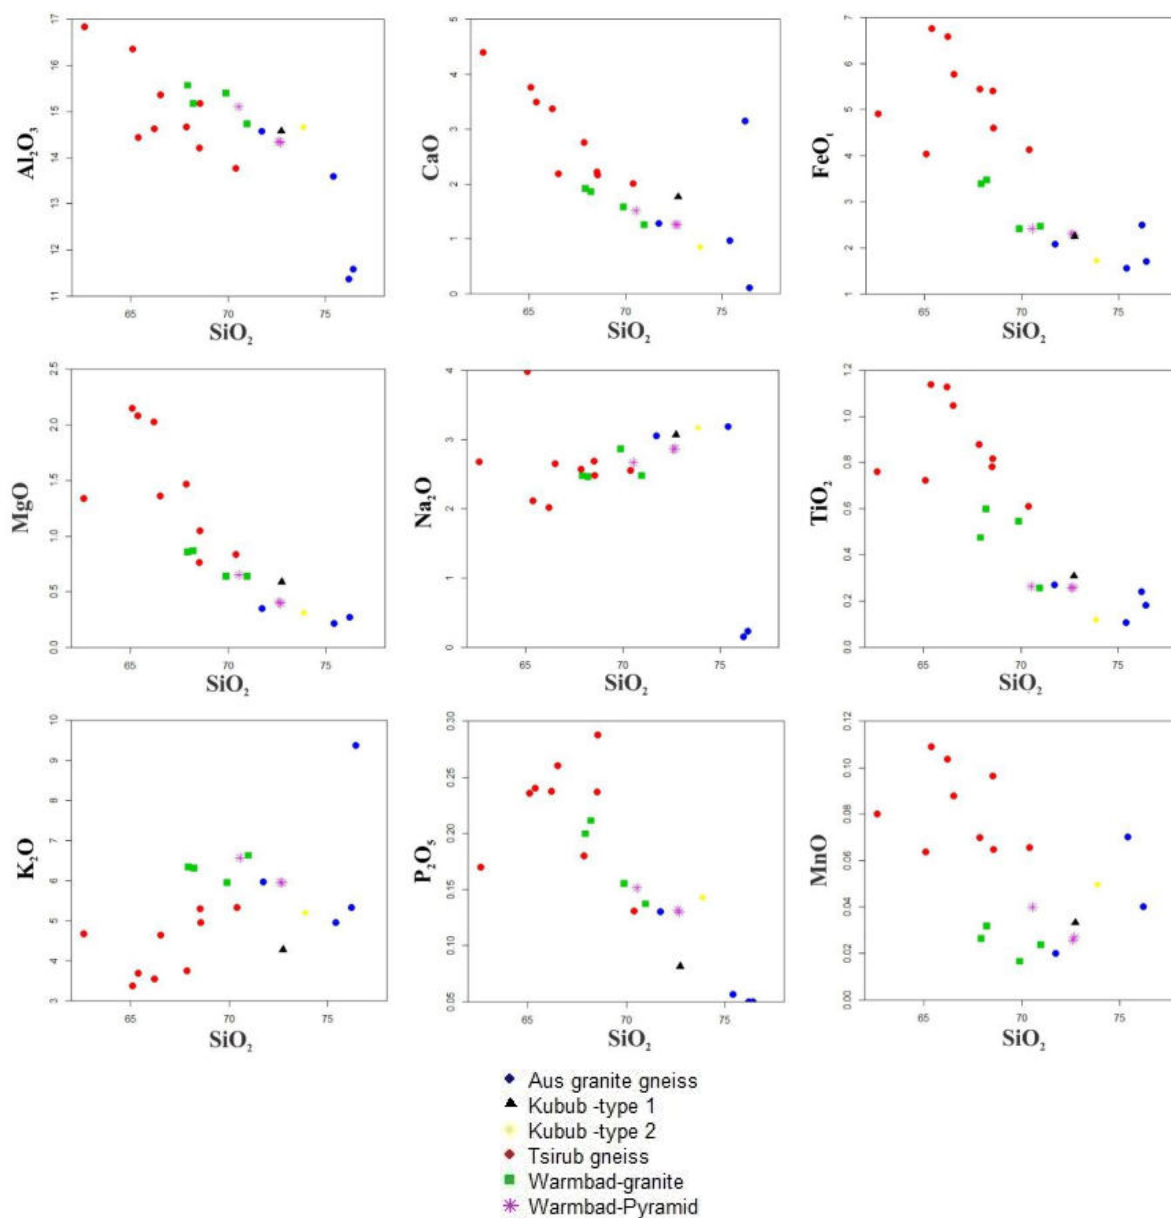 17
16
15
14
13
12
11
Al₂O₃
65 70 75
SiO₂
5
4
3
2
1
0
CaO
65 70 75
SiO₂
7
6
5
4
3
2
1
FeOₜ
65 70 75
SiO₂
2.5
2.0
1.5
1.0
0.5
0.0
MgO
65 70 75
SiO₂
4
3
2
1
0
Na₂O
65 70 75
SiO₂
1.2
1.0
0.8
0.6
0.4
0.2
0.0
TiO₂
65 70 75
SiO₂
10
9
8
7
6
5
4
3
K₂O
65 70 75
SiO₂
0.30
0.25
0.20
0.15
0.10
0.05
P₂O₅
65 70 75
SiO₂
0.12
0.10
0.08
0.06
0.04
0.02
0.00
MnO
65 70 75
SiO₂
Aus granite gneiss
Kubub -type 1
Kubub -type 2
Tsirub gneiss
Warmbad-granite
Warmbad-Pyramid